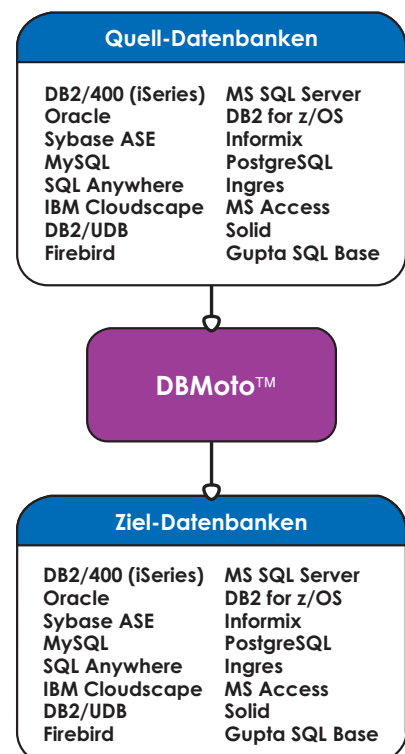 Quell-Datenbanken
DB2/400 (iSeries) MS SQL Server
Oracle DB2 for z/OS
Sybase ASE Informix
MySQL PostgreSQL
SQL Anywhere Ingres
IBM Cloudscape MS Access
DB2/UDB Solid
Firebird Gupta SQL Base
DBMoto™
Ziel-Datenbanken
DB2/400 (iSeries) MS SQL Server
Oracle DB2 for z/OS
Sybase ASE Informix
MySQL PostgreSQL
SQL Anywhere Ingres
IBM Cloudscape MS Access
DB2/UDB Solid
Firebird Gupta SQL Base